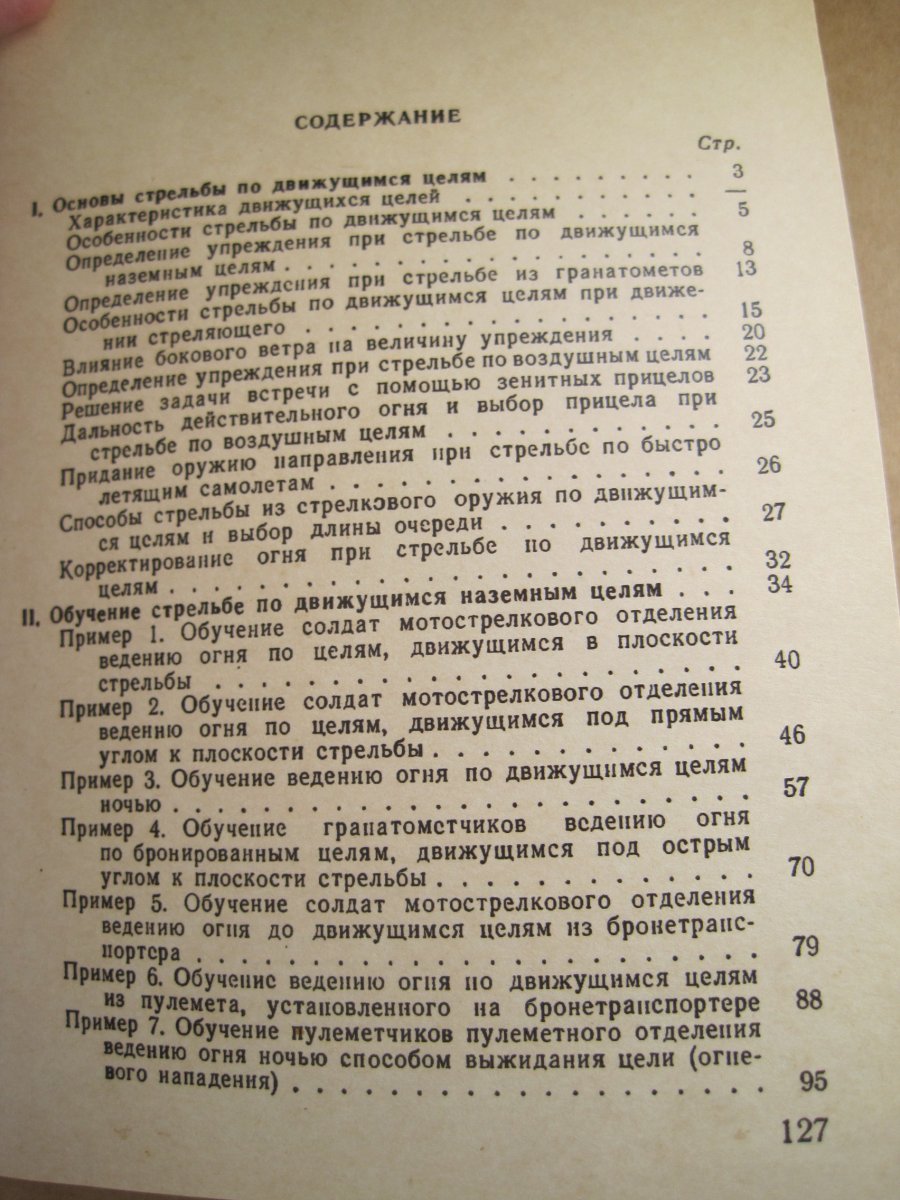 СОДЕРЖАНИЕ
Стр.
I. Основы стрельбы по движущимся целям . . . . . . . . . 3
Характеристика движущихся целей . . . . . . . . . . . —
Особенности стрельбы по движущимся целям . . . . . . 5
Определение упреждения при стрельбе по движущимся
наземным целям . . . . . . . . . . . . . . . . . . 8
Определение упреждения при стрельбе из гранатометов 13
Особенности стрельбы по движущимся целям при движе-
нии стреляющего . . . . . . . . . . . . . . . . . 15
Влияние бокового ветра на величину упреждения . . . . 20
Определение упреждения при стрельбе по воздушным целям 22
Решение задачи встречи с помощью зенитных прицелов 23
Дальность действительного огня и выбор прицела при
стрельбе по воздушным целям . . . . . . . . . . . 25
Придание оружию направления при стрельбе по быстро
летящим самолетам . . . . . . . . . . . . . . . . 26
Способы стрельбы из стрелкового оружия по движущим-
ся целям и выбор длины очереди . . . . . . . . . 27
Корректирование огня при стрельбе по движущимся
целям . . . . . . . . . . . . . . . . . . . . . . 32
II. Обучение стрельбе по движущимся наземным целям . . . 34
Пример 1. Обучение солдат мотострелкового отделения
ведению огня по целям, движущимся в плоскости
стрельбы . . . . . . . . . . . . . . . . . . . . 40
Пример 2. Обучение солдат мотострелкового отделения
ведению огня по целям, движущимся под прямым
углом к плоскости стрельбы . . . . . . . . . . . . 46
Пример 3. Обучение ведению огня по движущимся целям
ночью . . . . . . . . . . . . . . . . . . . . . . 57
Пример 4. Обучение гранатометчиков ведению огня
по бронированным целям, движущимся под острым
углом к плоскости стрельбы . . . . . . . . . . . . 70
Пример 5. Обучение солдат мотострелкового отделения
ведению огня до движущимся целям из бронетранс-
портера . . . . . . . . . . . . . . . . . . . . . 79
Пример 6. Обучение ведению огня по движущимся целям
из пулемета, установленного на бронетранспортере 88
Пример 7. Обучение пулеметчиков пулеметного отделения
ведению огня ночью способом выжидания цели (огне-
вого нападения) . . . . . . . . . . . . . . . . . 95
127